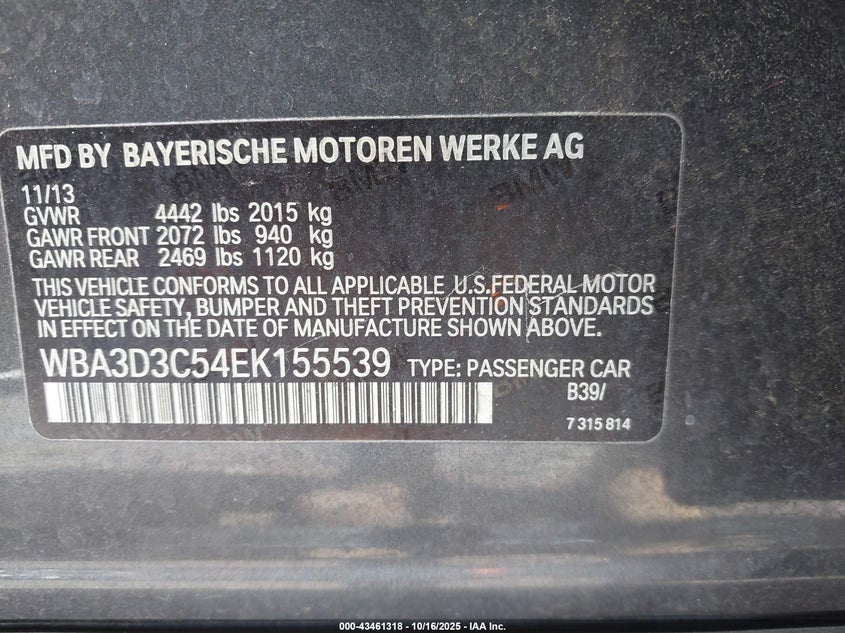 MFD BY BAYERISCHE MOTOREN WERKE AG
11/13
GVWR 4442 lbs 2015 kg
GAWR FRONT 2072 lbs 940 kg
GAWR REAR 2469 lbs 1120 kg
THIS VEHICLE CONFORMS TO ALL APPLICABLE U.S.FEDERAL MOTOR
VEHICLE SAFETY, BUMPER AND THEFT PREVENTION STANDARDS
IN EFFECT ON THE DATE OF MANUFACTURE SHOWN ABOVE.
WBA3D3C54EK155539 TYPE: PASSENGER CAR
B39/
7 315 814
000-43461318 - 10/16/2025 - IAA Inc.